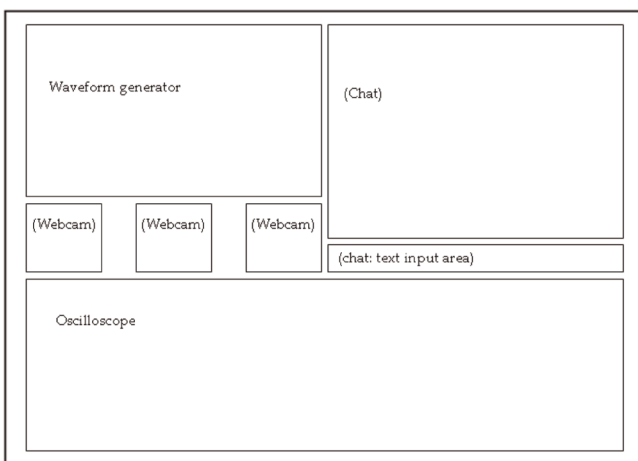 Waveform generator
(Chat)
(Webcam)
(Webcam)
(Webcam)
(chat: text input area)
Oscilloscope